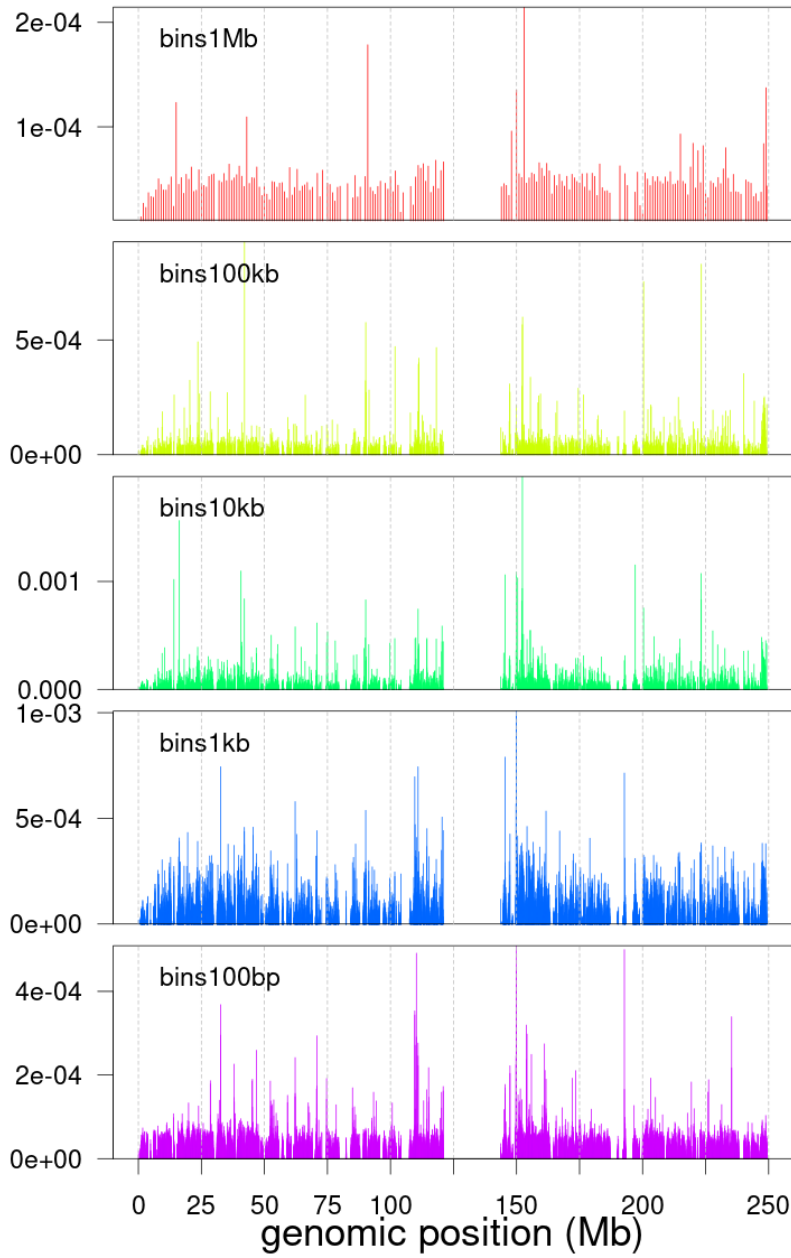 2e-04
bins1Mb
1e-04
bins100kb
5e-04
0e+00
bins10kb
0.001
0.000
1e-03
bins1kb
5e-04
0e+00
bins100bp
4e-04
2e-04
0e+00
0 25 50 75 100 150 200 250
genomic position (Mb)